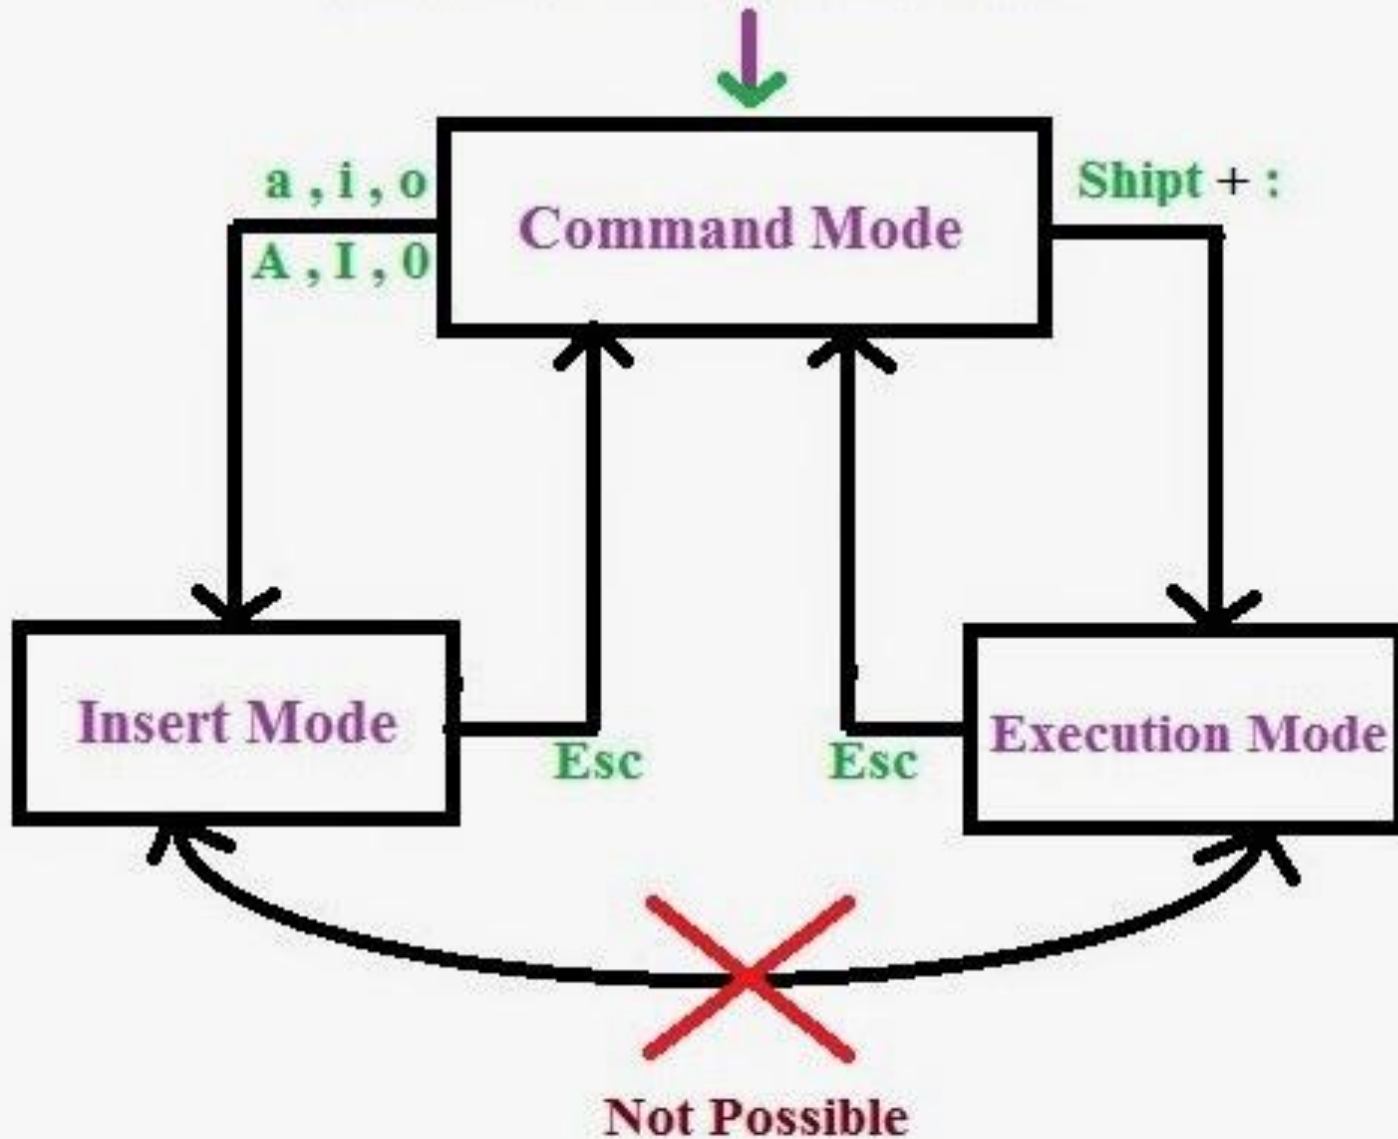 a , i , o
A , I , 0
Command Mode
Shipt + :
Insert Mode
Esc
Esc
Execution Mode
Not Possible